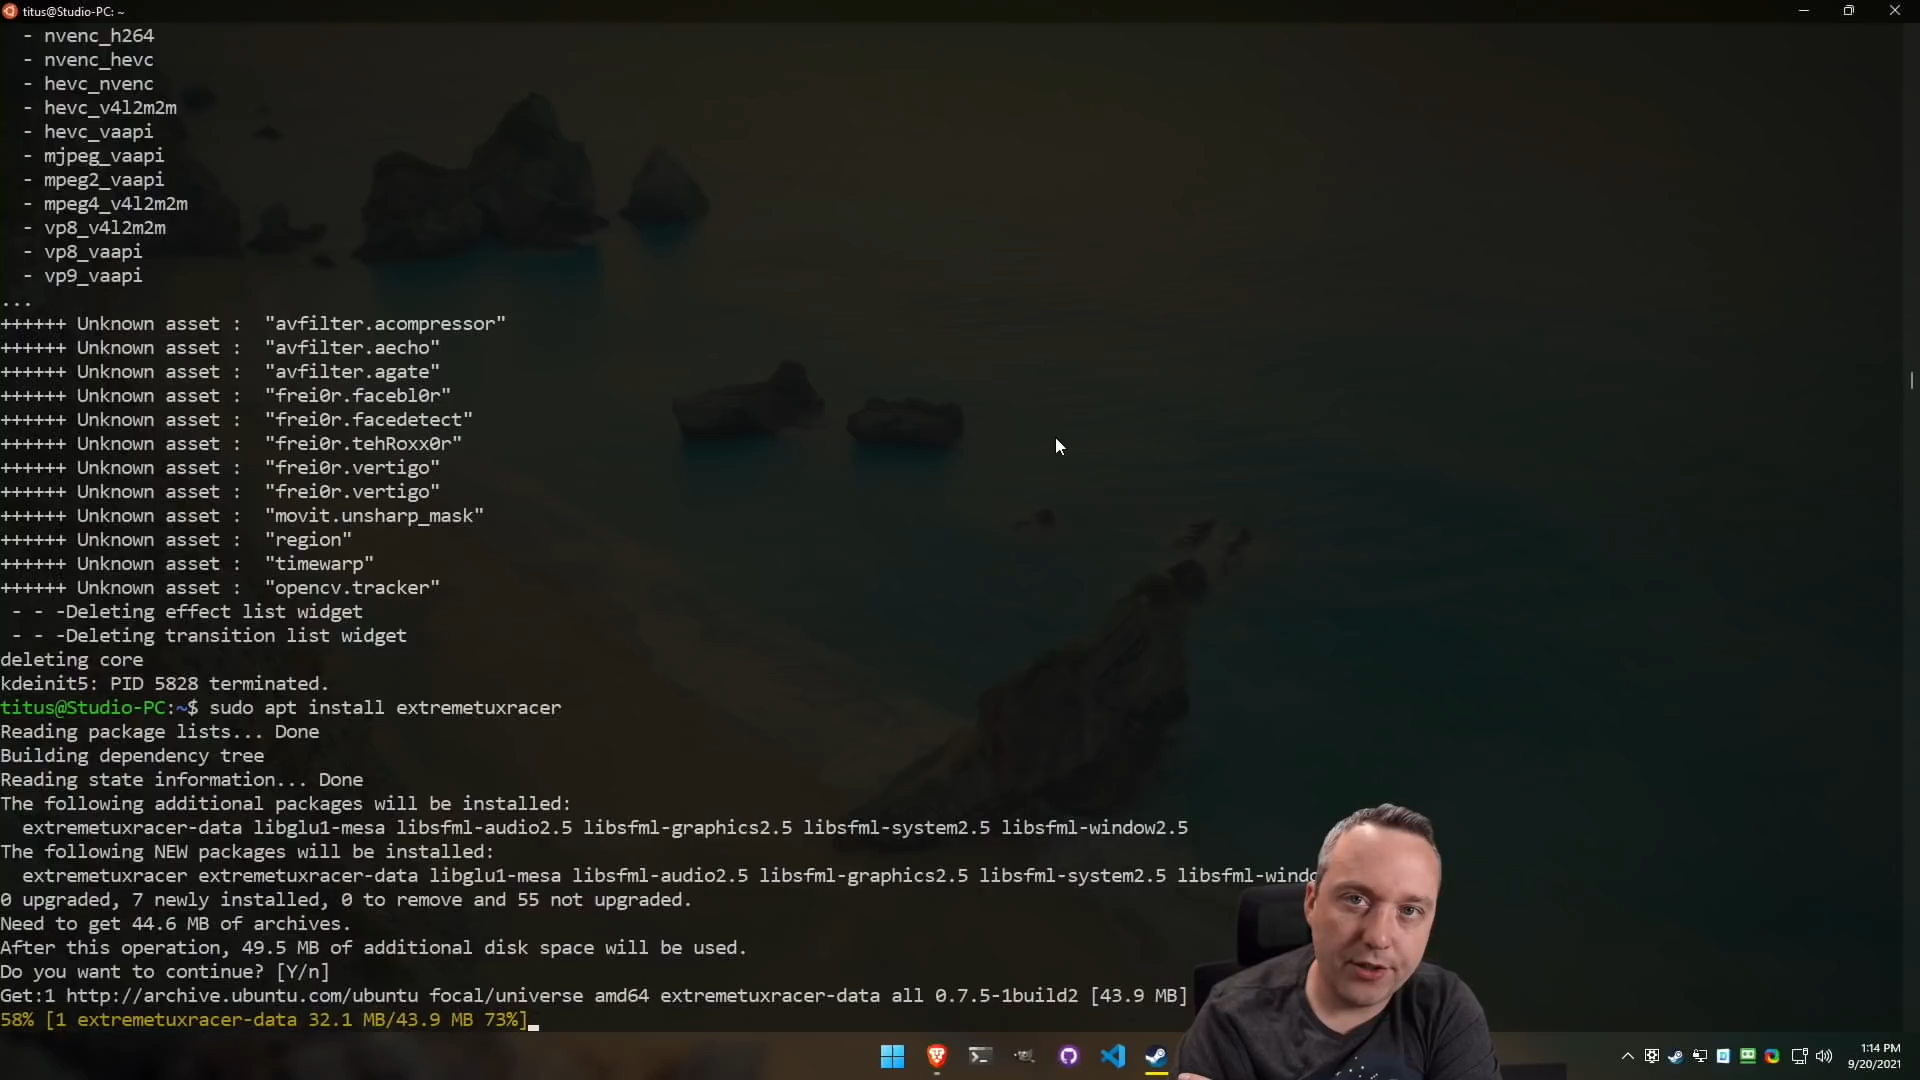 titus@Studio-PC: ~
- nvenc_h264
- nvenc_hevc
- hevc_nvenc
- hevc_v4l2m2m
- hevc_vaapi
- mjpeg_vaapi
- mpeg2_vaapi
- mpeg4_v4l2m2m
- vp8_v4l2m2m
- vp8_vaapi
- vp9_vaapi
...
++++++ Unknown asset :  "avfilter.acompressor"
++++++ Unknown asset :  "avfilter.aecho"
++++++ Unknown asset :  "avfilter.agate"
++++++ Unknown asset :  "frei0r.facebl0r"
++++++ Unknown asset :  "frei0r.facedetect"
++++++ Unknown asset :  "frei0r.tehRoxx0r"
++++++ Unknown asset :  "frei0r.vertigo"
++++++ Unknown asset :  "frei0r.vertigo"
++++++ Unknown asset :  "movit.unsharp_mask"
++++++ Unknown asset :  "region"
++++++ Unknown asset :  "timewarp"
++++++ Unknown asset :  "opencv.tracker"
- - -Deleting effect list widget
- - -Deleting transition list widget
deleting core
kdeinit5: PID 5828 terminated.
titus@Studio-PC:~$ sudo apt install extremetuxracer
Reading package lists... Done
Building dependency tree
Reading state information... Done
The following additional packages will be installed:
extremetuxracer-data libglu1-mesa libsfml-audio2.5 libsfml-graphics2.5 libsfml-system2.5 libsfml-window2.5
The following NEW packages will be installed:
extremetuxracer extremetuxracer-data libglu1-mesa libsfml-audio2.5 libsfml-graphics2.5 libsfml-system2.5 libsfml-windo
0 upgraded, 7 newly installed, 0 to remove and 55 not upgraded.
Need to get 44.6 MB of archives.
After this operation, 49.5 MB of additional disk space will be used.
Do you want to continue? [Y/n]
Get:1 http://archive.ubuntu.com/ubuntu focal/universe amd64 extremetuxracer-data all 0.7.5-1build2 [43.9 MB]
58% [1 extremetuxracer-data 32.1 MB/43.9 MB 73%]
1:14 PM
9/20/2021